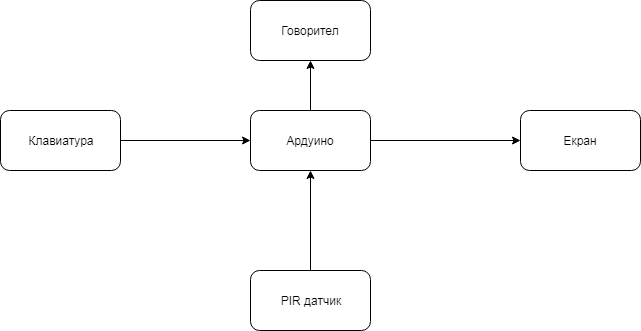 Говорител
Клавиатура
Ардуино
Екран
PIR датчик